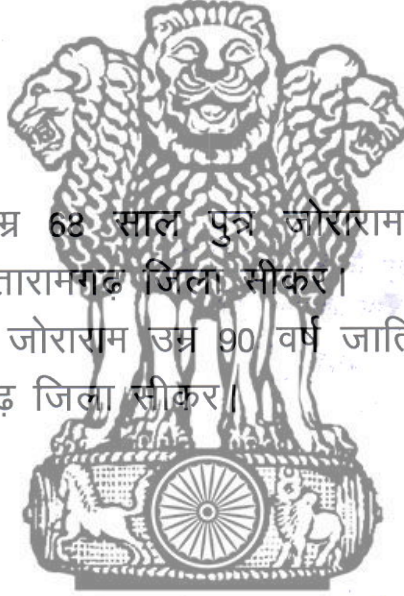 म्र 68 साल पुत्र जोराराम
तारामगढ़ जिला सीकर।
जोराराम उम्र 90 वर्ष जाति
ढ़ जिला सीकर।